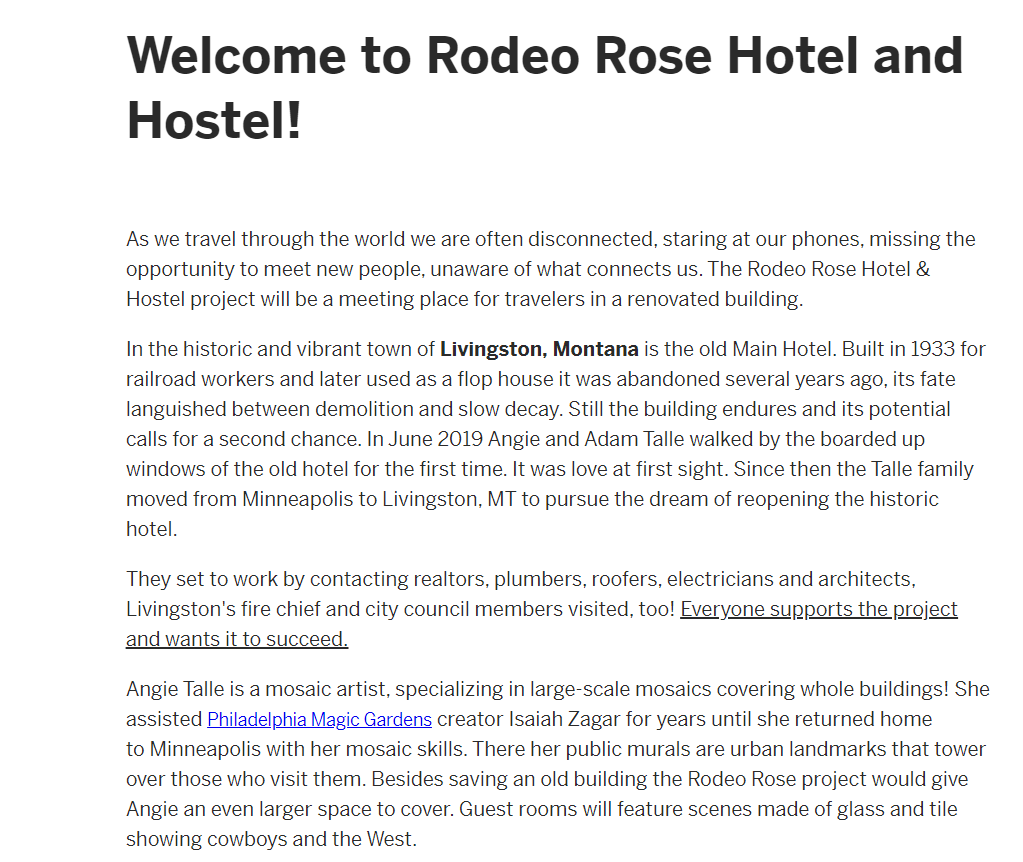 Welcome to Rodeo Rose Hotel and
Hostel!
As we travel through the world we are often disconnected, staring at our phones, missing the
opportunity to meet new people, unaware of what connects us. The Rodeo Rose Hotel &
Hostel project will be a meeting place for travelers in a renovated building.
In the historic and vibrant town of Livingston, Montana is the old Main Hotel. Built in 1933 for
railroad workers and later used as a flop house it was abandoned several years ago, its fate
languished between demolition and slow decay. Still the building endures and its potential
calls for a second chance. In June 2019 Angie and Adam Talle walked by the boarded up
windows of the old hotel for the first time. It was love at first sight. Since then the Talle family
moved from Minneapolis to Livingston, MT to pursue the dream of reopening the historic
hotel.
They set to work by contacting realtors, plumbers, roofers, electricians and architects,
Livingston's fire chief and city council members visited, too! Everyone supports the project
and wants it to succeed.
Angie Talle is a mosaic artist, specializing in large-scale mosaics covering whole buildings! She
assisted Philadelphia Magic Gardens creator Isaiah Zagar for years until she returned home
to Minneapolis with her mosaic skills. There her public murals are urban landmarks that tower
over those who visit them. Besides saving an old building the Rodeo Rose project would give
Angie an even larger space to cover. Guest rooms will feature scenes made of glass and tile
showing cowboys and the West.